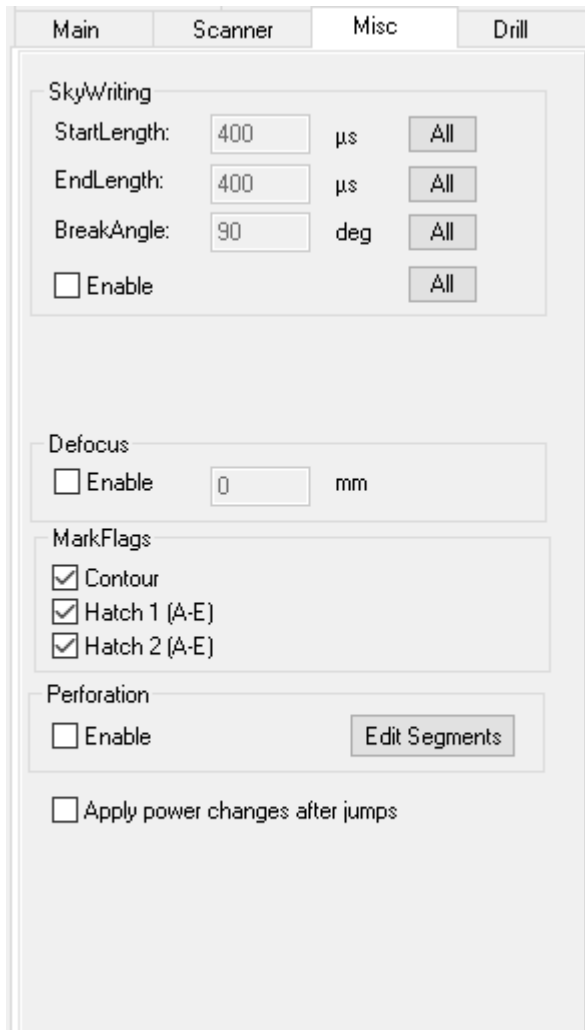 Main Scanner Misc Drill
SkyWriting
StartLength: 400 µs All
EndLength: 400 µs All
BreakAngle: 90 deg All
Enable All
Defocus
Enable 0 mm
MarkFlags
Contour
Hatch 1 (A-E)
Hatch 2 (A-E)
Perforation
Enable Edit Segments
Apply power changes after jumps